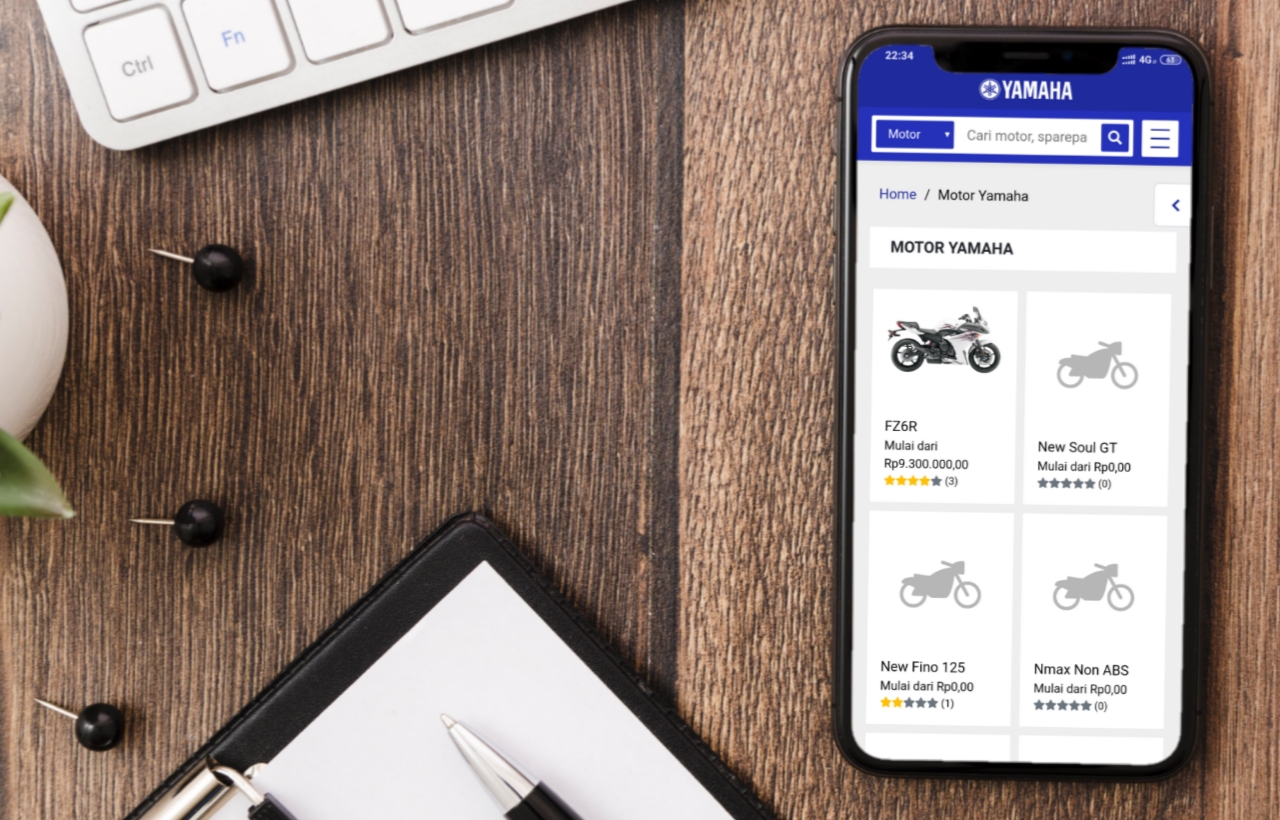 Ctrl
Fn
22:34
4G
63
YAMAHA
Motor
Cari motor, sparepa
Home / Motor Yamaha
MOTOR YAMAHA
FZ6R
Mulai dari
Rp9.300.000,00
(3)
New Soul GT
Mulai dari Rp0,00
(0)
New Fino 125
Mulai dari Rp0,00
(1)
Nmax Non ABS
Mulai dari Rp0,00
(0)